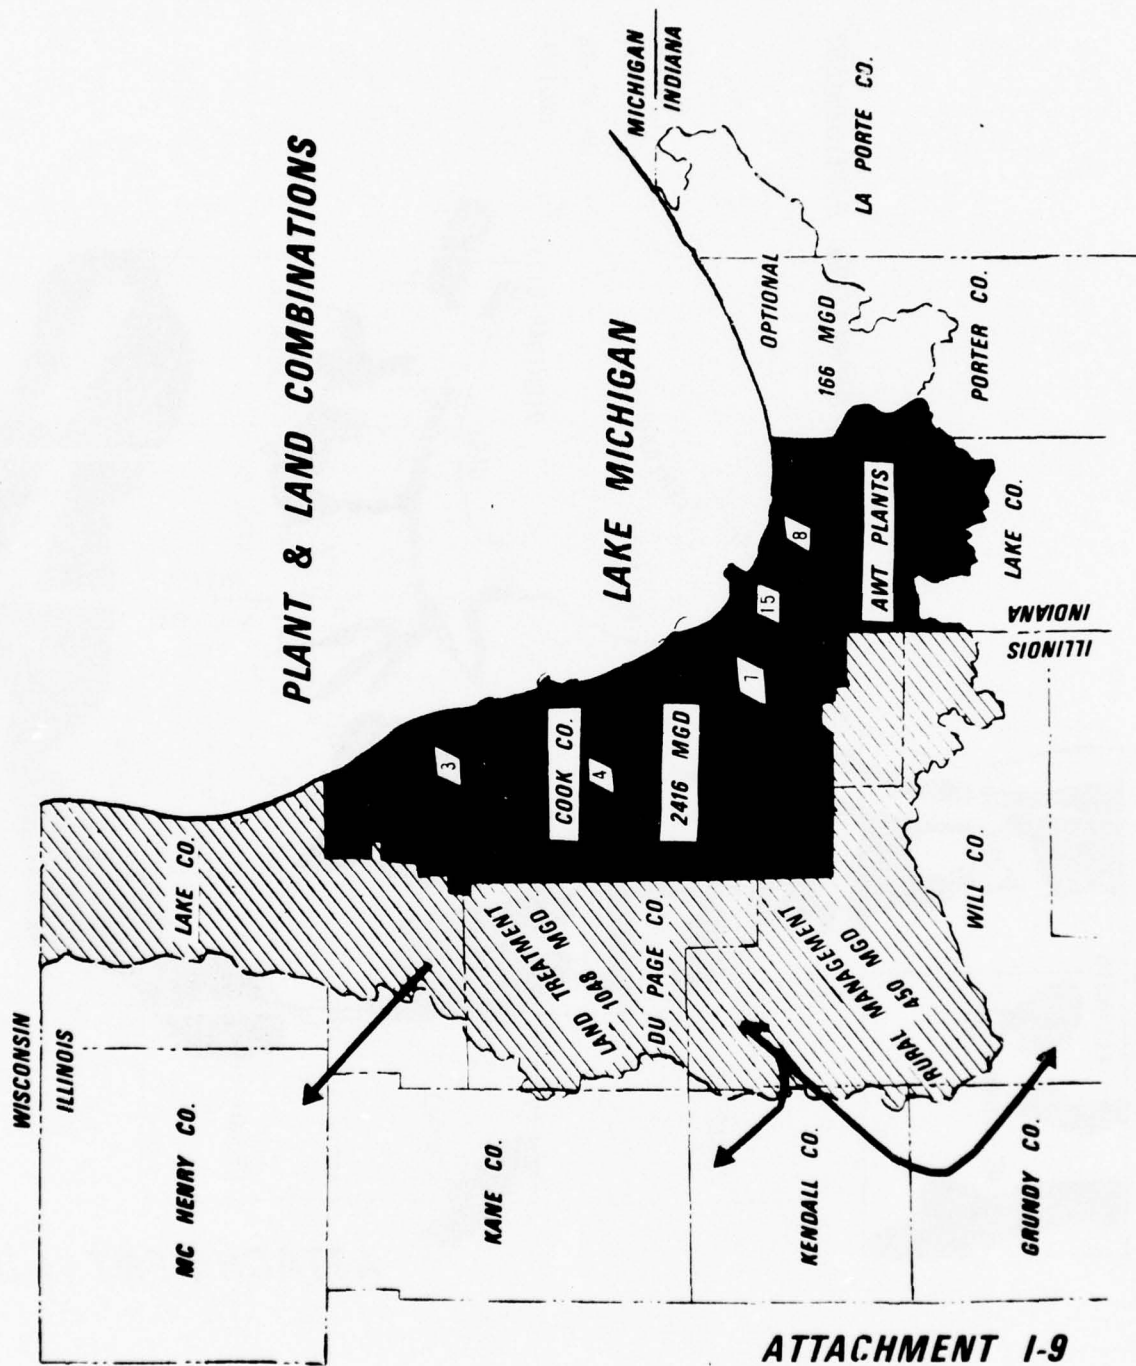 PLANT & LAND COMBINATIONS
WISCONSIN
ILLINOIS
MC HENRY CO.
LAKE CO.
LAKE MICHIGAN
MICHIGAN
INDIANA
KANE CO.
LAND TREATMENT
1048 MGD
DU PAGE CO.
3
COOK CO.
4
2416 MGD
7
15
8
AWT PLANTS
OPTIONAL
166 MGD
LA PORTE CO.
PORTER CO.
LAKE CO.
INDIANA
ILLINOIS
KENDALL CO.
RURAL MANAGEMENT
450 MGD
WILL CO.
GRUNDY CO.
ATTACHMENT I-9